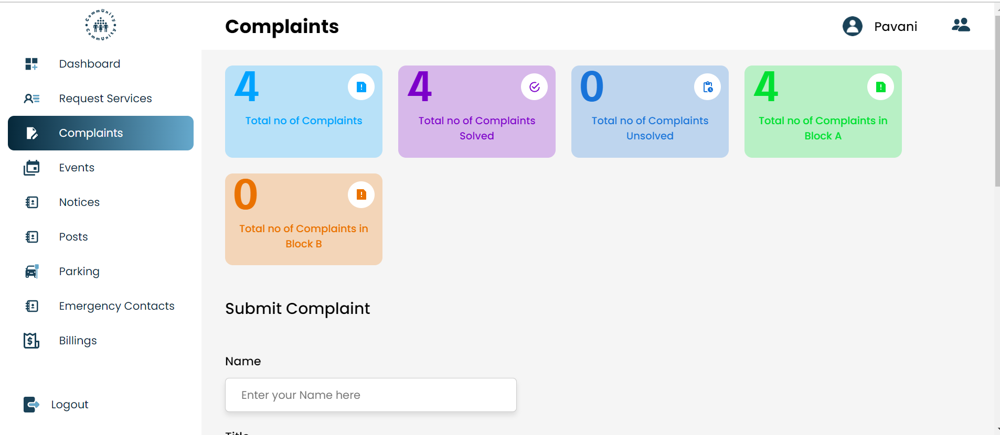 CommUnity
CommUnity
Complaints
Pavani
Dashboard
Request Services
Complaints
Events
Notices
Posts
Parking
Emergency Contacts
Billings
Logout
4
Total no of Complaints
4
Total no of Complaints
Solved
0
Total no of Complaints
Unsolved
4
Total no of Complaints in
Block A
0
Total no of Complaints in
Block B
Submit Complaint
Name
Enter your Name here
Title